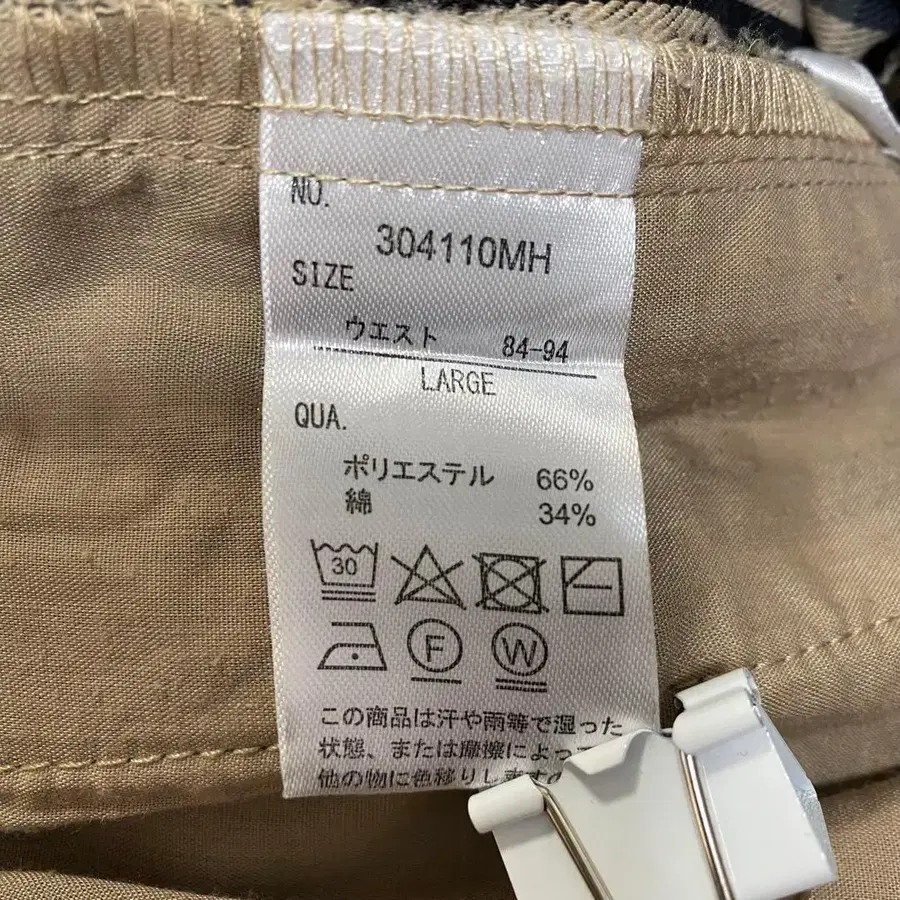 NO.
304110MH
SIZE
ウエスト 84-94
LARGE
QUA.
ポリエステル 66%
綿 34%
30
F
W
この商品は汗や雨等で湿った
状態、または摩擦によって
他の物に色移りしますの